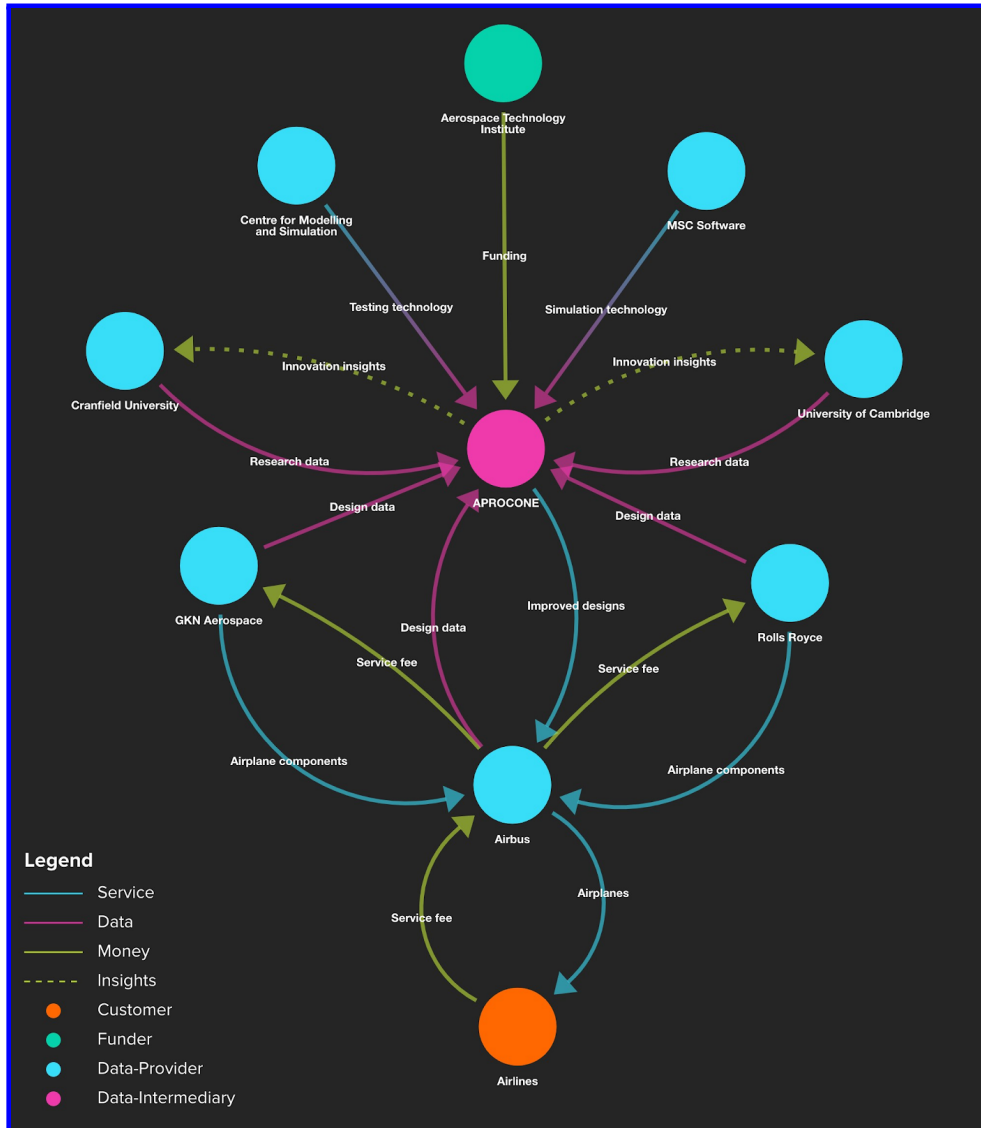 Aerospace Technology
Institute
Centre for Modelling
and Simulation
MSC Software
Funding
Testing technology
Simulation technology
Innovation insights
Innovation insights
Cranfield University
University of Cambridge
Research data
Research data
APROCONE
Design data
Design data
GKN Aerospace
Improved designs
Rolls Royce
Design data
Service fee
Service fee
Airplane components
Airplane components
Airbus
Airplanes
Service fee
Airlines
Legend
Service
Data
Money
Insights
Customer
Funder
Data-Provider
Data-Intermediary